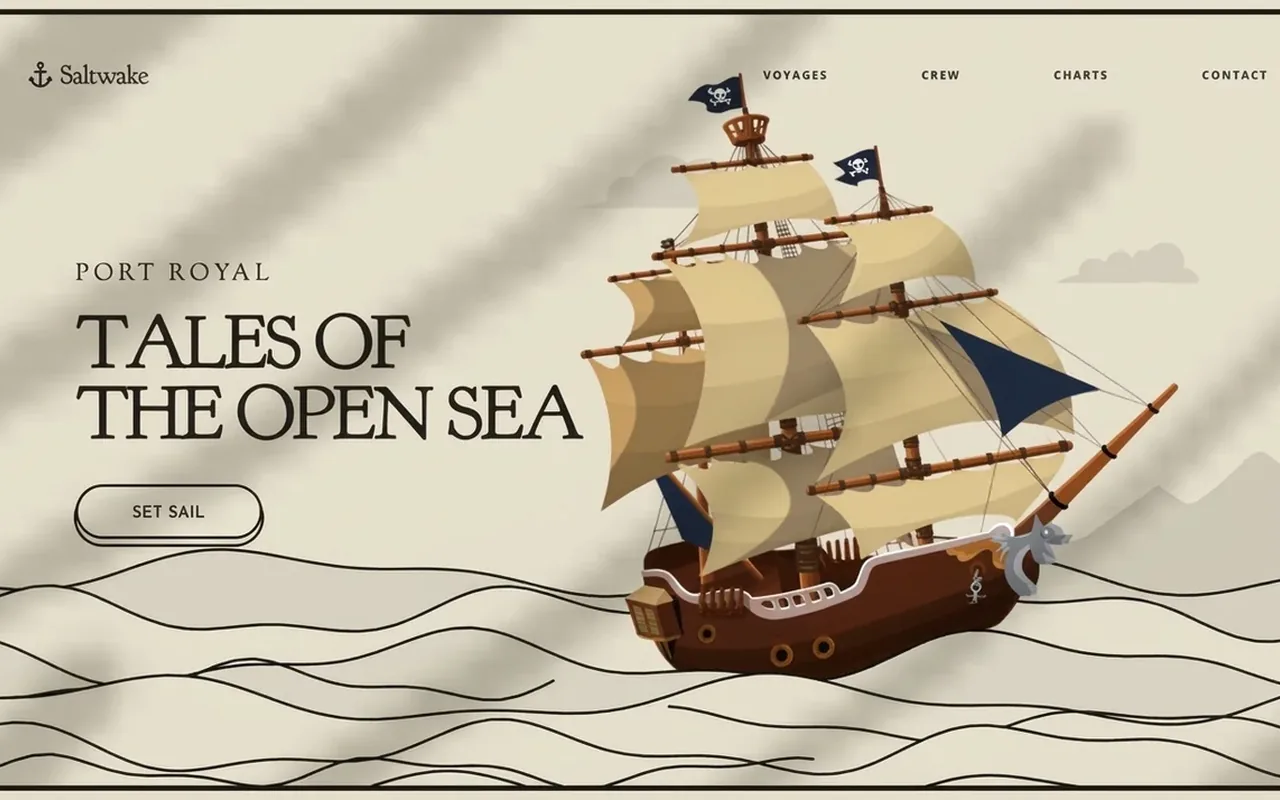 Saltwake
VOYAGES
CREW
CHARTS
CONTACT
PORT ROYAL
TALES OF
THE OPEN SEA
SET SAIL